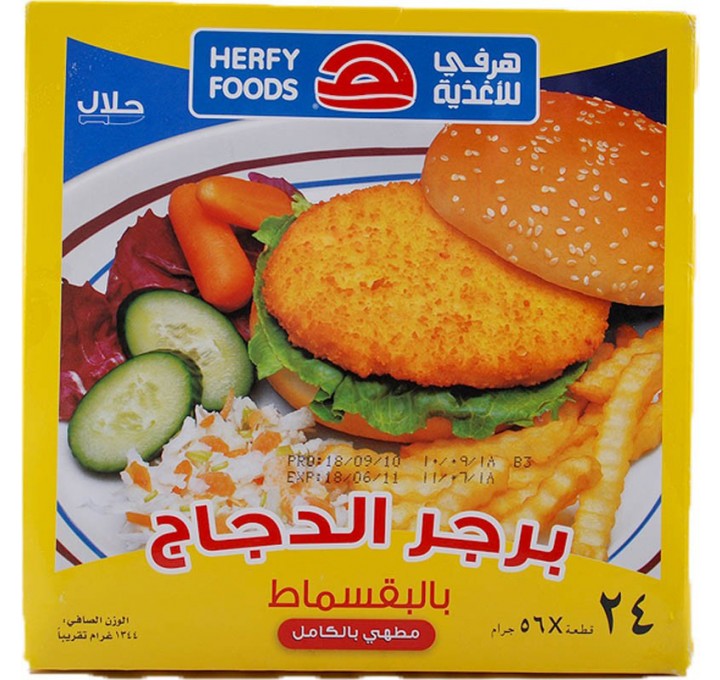 HERFY
FOODS
هرفي
للأغذية
حلال
PRD:18/09/10 ١٠/٠٩/١٨ B3
EXP:18/06/11 ١١/٠٦/١٨
برجر الدجاج
بالبقسماط
مطهي بالكامل
٢٤ قطعة X ٥٦ جرام
الوزن الصافي:
١٣٤٤ غرام تقريباً